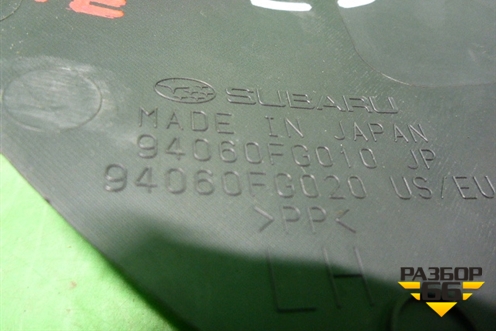 SUBARU
MADE IN JAPAN
94060FG010 JP
94060FG020 US/EU
>PP<
LH
РАЗБОР
66